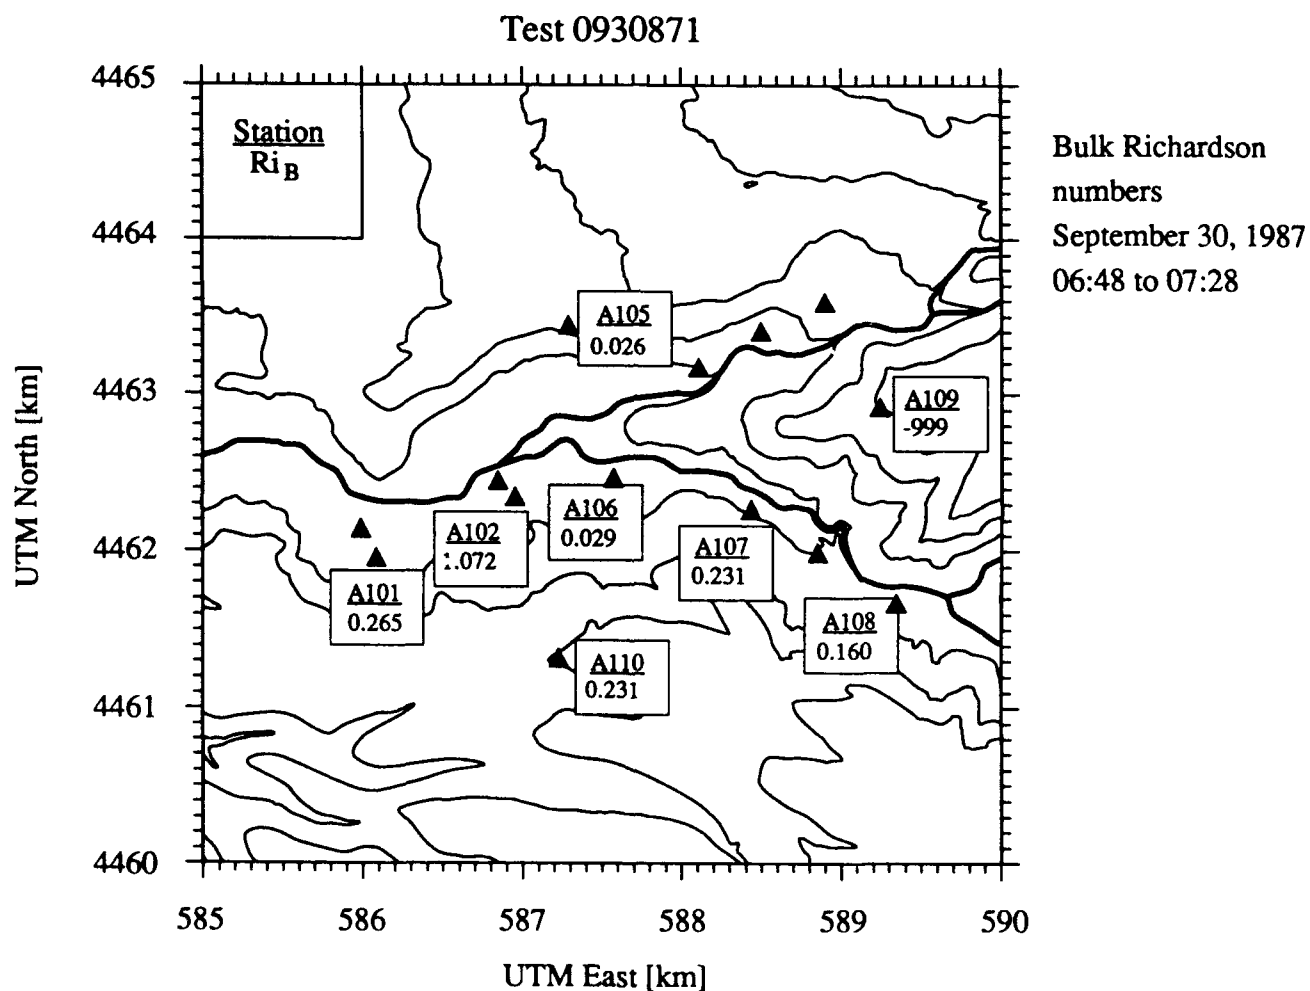 Test 0930871
4465
4464
4463
4462
4461
4460
UTM North [km]
Station
Ri B
A105
0.026
A109
-999
A106
0.029
A102
A107
0.231
A101
0.265
A108
0.160
A110
0.231
585
586
587
588
589
590
UTM East [km]
Bulk Richardson
numbers
September 30, 1987
06:48 to 07:28